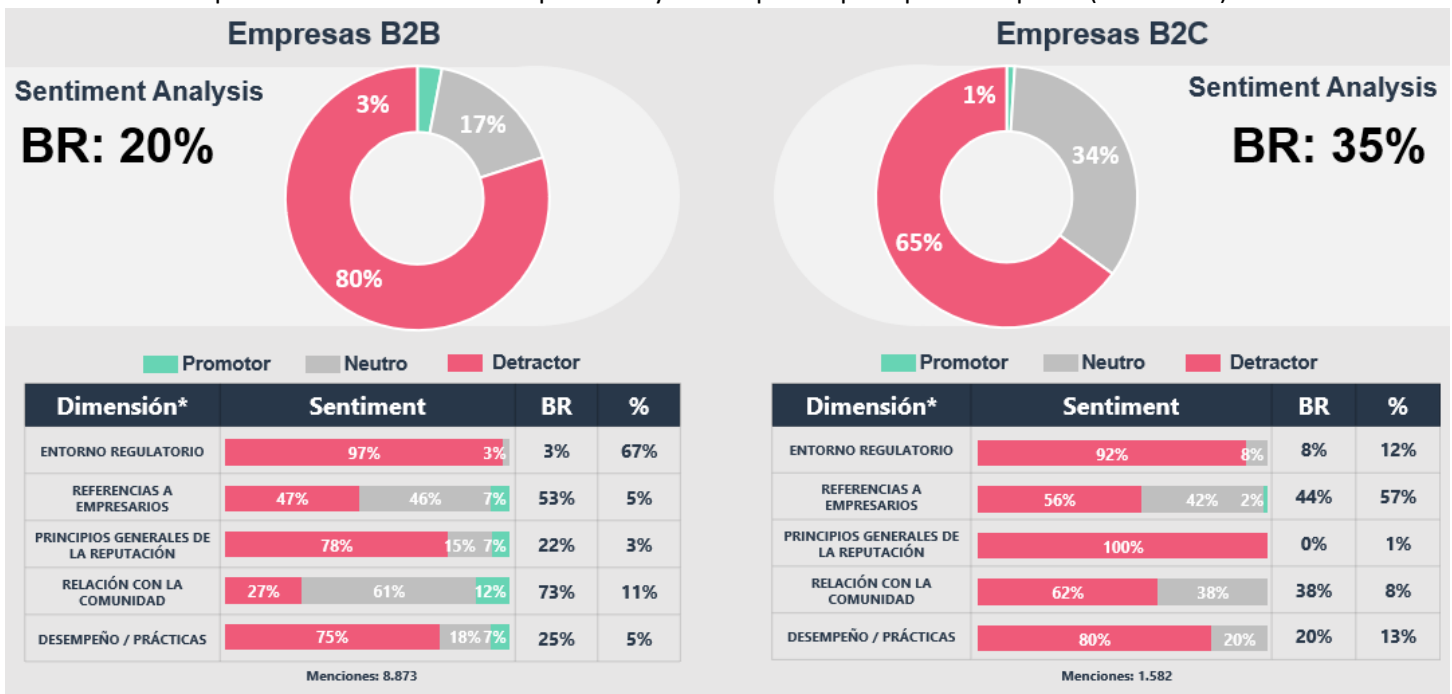 Empresas B2B
Sentiment Analysis
BR: 20%
3%
17%
80%
Promotor Neutro Detractor
Dimensión* Sentiment BR %
ENTORNO REGULATORIO 97% 3% 3% 67%
REFERENCIAS A
EMPRESARIOS 47% 46% 7% 53% 5%
PRINCIPIOS GENERALES DE
LA REPUTACIÓN 78% 15% 7% 22% 3%
RELACIÓN CON LA
COMUNIDAD 27% 61% 12% 73% 11%
DESEMPEÑO / PRÁCTICAS 75% 18% 7% 25% 5%
Menciones: 8.873
Empresas B2C
Sentiment Analysis
BR: 35%
1%
34%
65%
Promotor Neutro Detractor
Dimensión* Sentiment BR %
ENTORNO REGULATORIO 92% 8% 8% 12%
REFERENCIAS A
EMPRESARIOS 56% 42% 2% 44% 57%
PRINCIPIOS GENERALES DE
LA REPUTACIÓN 100% 0% 1%
RELACIÓN CON LA
COMUNIDAD 62% 38% 38% 8%
DESEMPEÑO / PRÁCTICAS 80% 20% 20% 13%
Menciones: 1.582